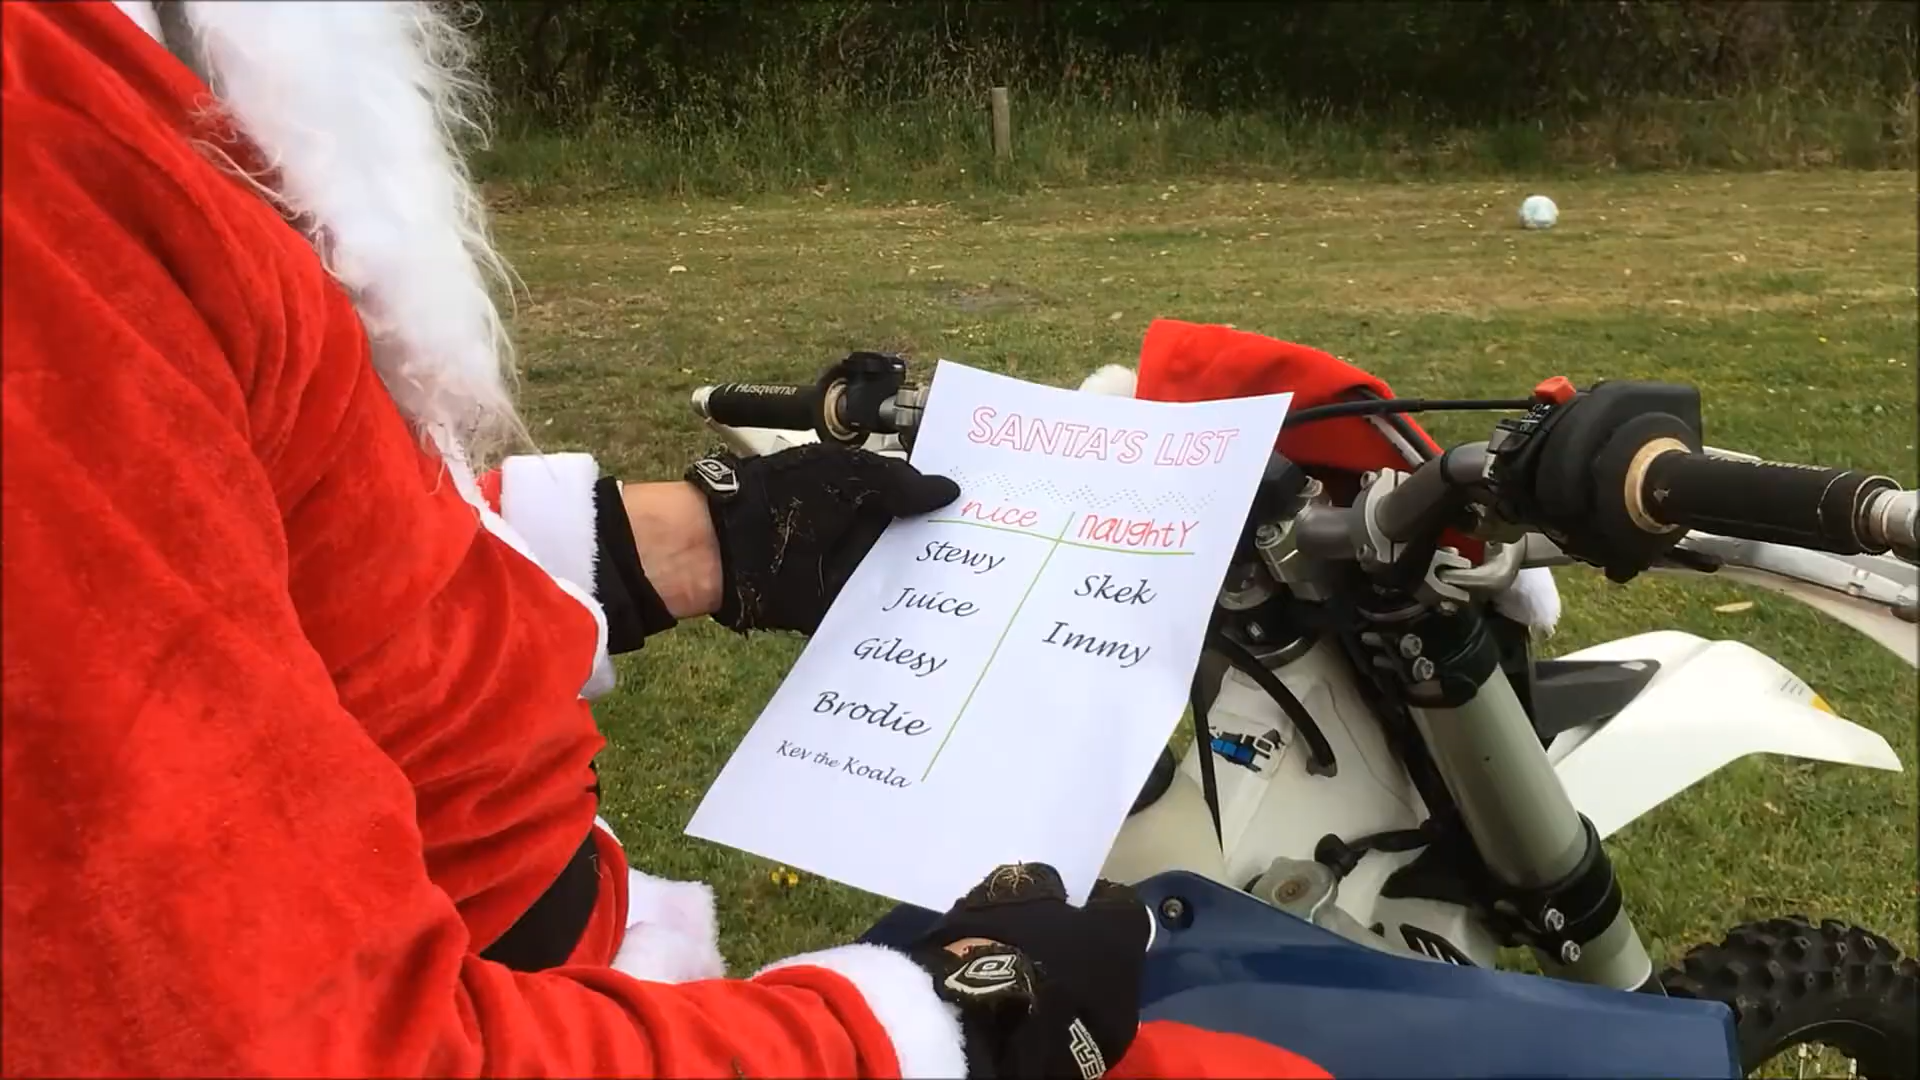 SANTA'S LIST
nice naughty
Stewy
Juice
Gilesy
Brodie
Kev the Koala
Skek
Immy
Husqvarna